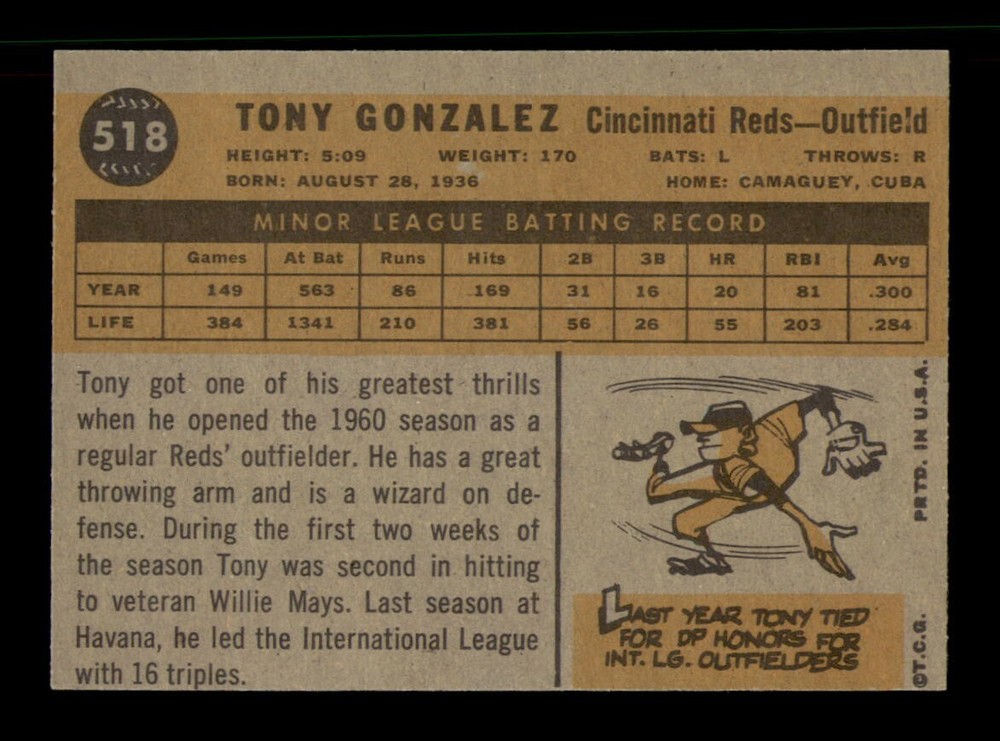 518
TONY GONZALEZ Cincinnati Reds—Outfield
HEIGHT: 5:09 WEIGHT: 170 BATS: L THROWS: R
BORN: AUGUST 28, 1936 HOME: CAMAGUEY, CUBA
MINOR LEAGUE BATTING RECORD
Games At Bat Runs Hits 2B 3B HR RBI Avg
YEAR 149 563 86 169 31 16 20 81 .300
LIFE 384 1341 210 381 56 26 55 203 .284
Tony got one of his greatest thrills
when he opened the 1960 season as a
regular Reds' outfielder. He has a great
throwing arm and is a wizard on de-
fense. During the first two weeks of
the season Tony was second in hitting
to veteran Willie Mays. Last season at
Havana, he led the International League
with 16 triples.
LAST YEAR TONY TIED
FOR DP HONORS FOR
INT. LG. OUTFIELDERS
©T.C.G. PRTD. IN U.S.A.